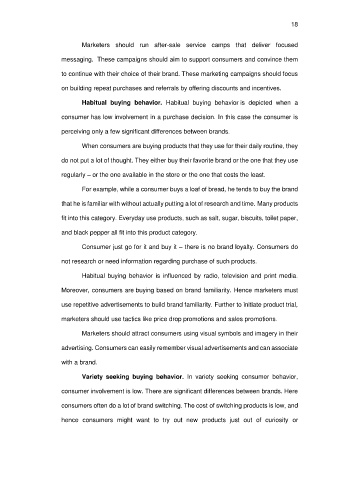 18
Marketers should run after-sale service camps that deliver focused
messaging. These campaigns should aim to support consumers and convince them
to continue with their choice of their brand. These marketing campaigns should focus
on building repeat purchases and referrals by offering discounts and incentives.
Habitual buying behavior. Habitual buying behavior is depicted when a
consumer has low involvement in a purchase decision. In this case the consumer is
perceiving only a few significant differences between brands.
When consumers are buying products that they use for their daily routine, they
do not put a lot of thought. They either buy their favorite brand or the one that they use
regularly – or the one available in the store or the one that costs the least.
For example, while a consumer buys a loaf of bread, he tends to buy the brand
that he is familiar with without actually putting a lot of research and time. Many products
fit into this category. Everyday use products, such as salt, sugar, biscuits, toilet paper,
and black pepper all fit into this product category.
Consumer just go for it and buy it – there is no brand loyalty. Consumers do
not research or need information regarding purchase of such products.
Habitual buying behavior is influenced by radio, television and print media.
Moreover, consumers are buying based on brand familiarity. Hence marketers must
use repetitive advertisements to build brand familiarity. Further to initiate product trial,
marketers should use tactics like price drop promotions and sales promotions.
Marketers should attract consumers using visual symbols and imagery in their
advertising. Consumers can easily remember visual advertisements and can associate
with a brand.
Variety seeking buying behavior. In variety seeking consumer behavior,
consumer involvement is low. There are significant differences between brands. Here
consumers often do a lot of brand switching. The cost of switching products is low, and
hence consumers might want to try out new products just out of curiosity or